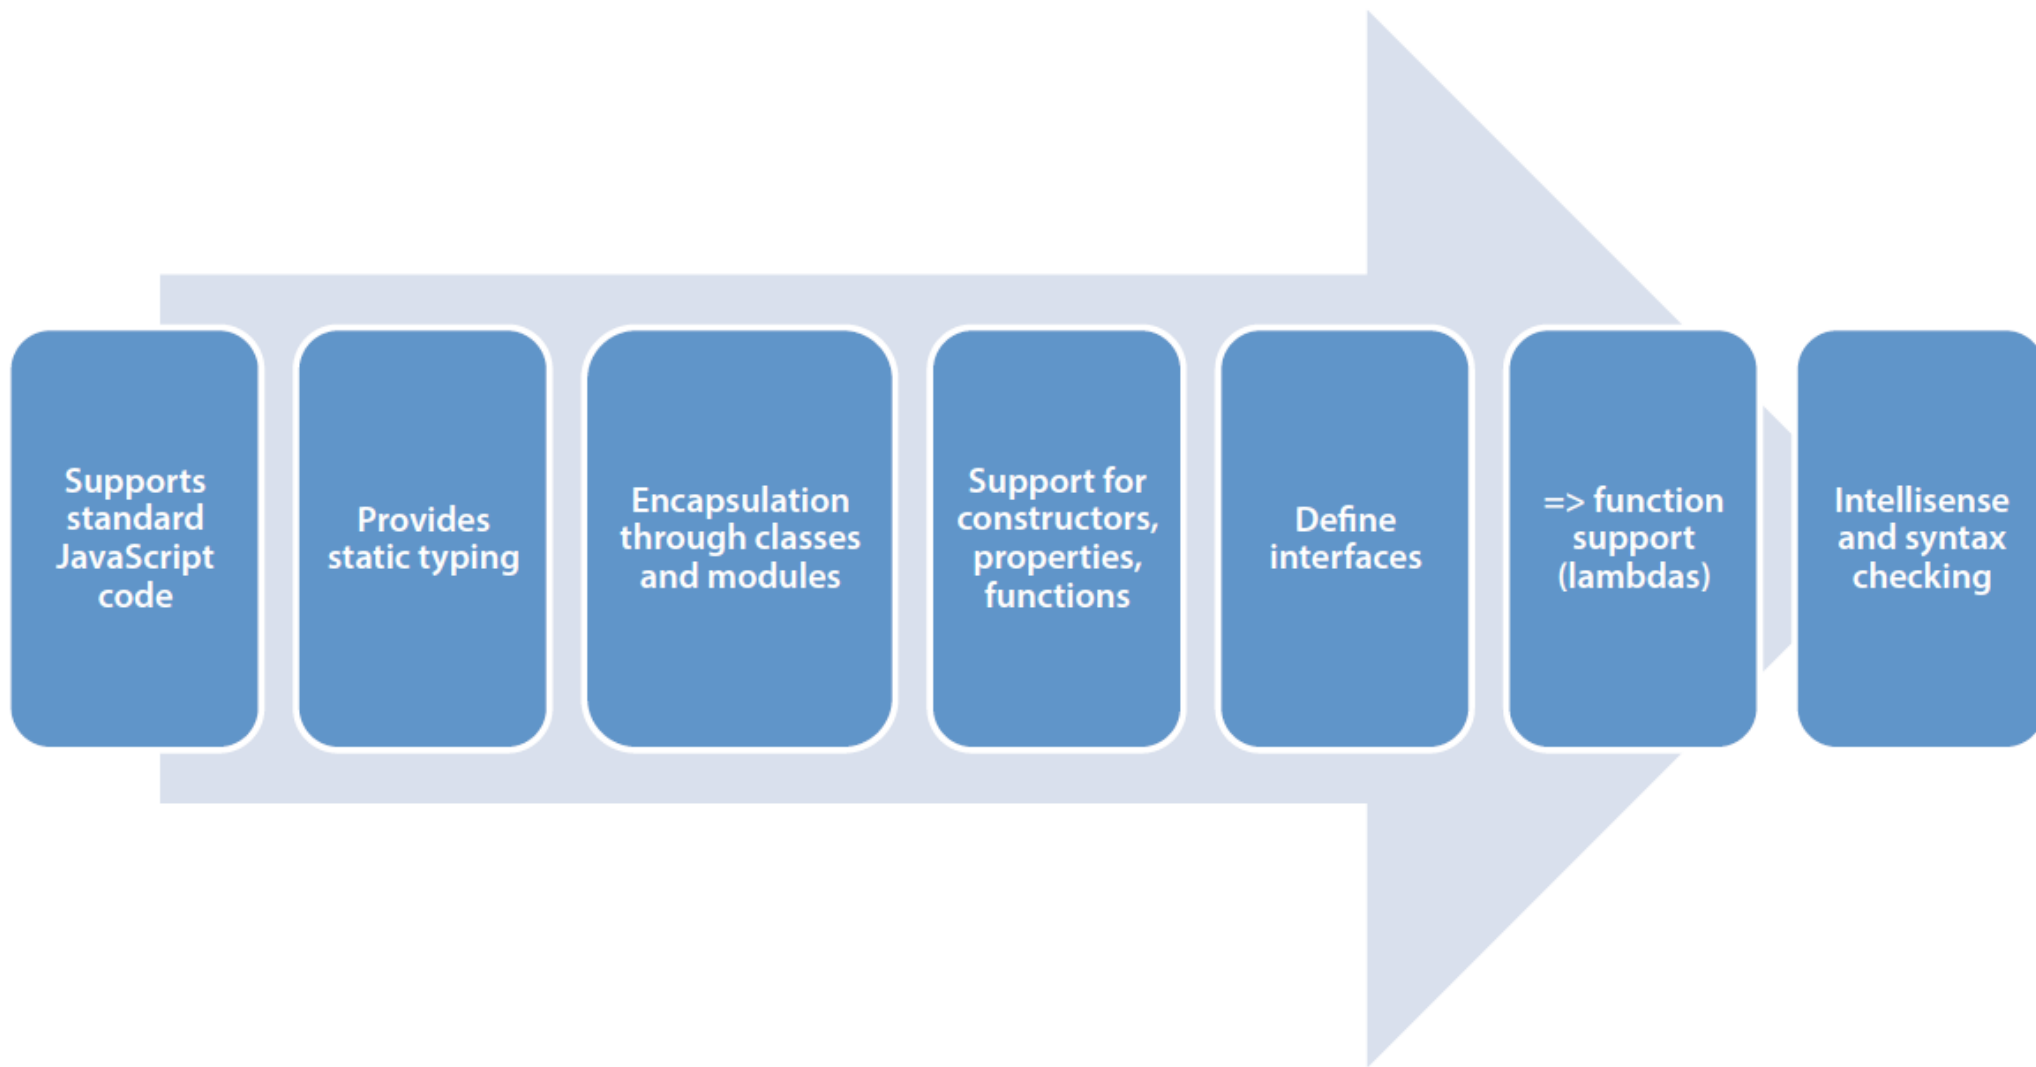 Supports
standard
JavaScript
code
Provides
static typing
Encapsulation
through classes
and modules
Support for
constructors,
properties,
functions
Define
interfaces
=> function
support
(lambdas)
Intellisense
and syntax
checking